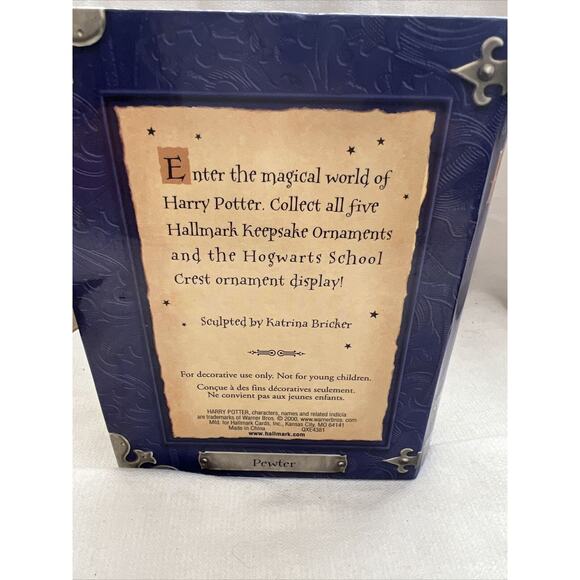 Enter the magical world of
Harry Potter. Collect all five
Hallmark Keepsake Ornaments
and the Hogwarts School
Crest ornament display!
Sculpted by Katrina Bricker
For decorative use only. Not for young children.
Conçue à des fins décoratives seulement.
Ne convient pas aux jeunes enfants.
HARRY POTTER, characters, names and related indicia
are trademarks of Warner Bros. © 2000, www.warnerbros.com
Mfd. for Hallmark Cards, Inc., Kansas City, MO 64141
Made in China QXE4381
www.hallmark.com
Pewter